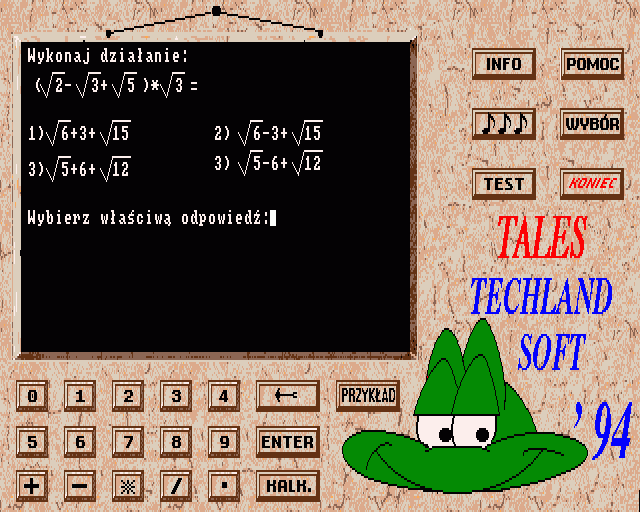 Wykonaj działanie:
(√2-√3+√5 )*√3 =
1)√6+3+√15 2) √6-3+√15
3)√5+6+√12 3) √5-6+√12
Wybierz właściwą odpowiedź:
INFO POMOC
♪♪♪ WYBÓR
TEST KONIEC
TALES
TECHLAND
SOFT
'94
0 1 2 3 4 ← PRZYKŁAD
5 6 7 8 9 ENTER
+ - ※ / . KALK.